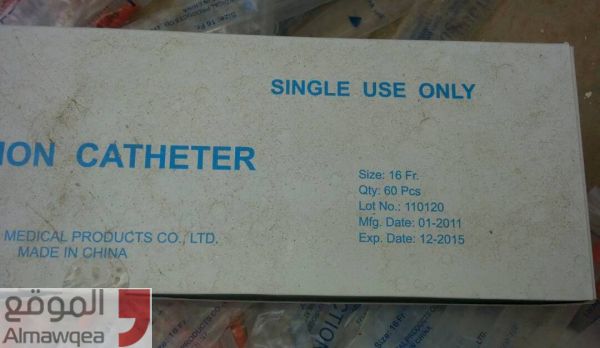 SINGLE USE ONLY
ION CATHETER
Size: 16 Fr.
Qty: 60 Pcs
Lot No.: 110120
Mfg. Date: 01-2011
Exp. Date: 12-2015
MEDICAL PRODUCTS CO., LTD.
MADE IN CHINA
الموقع
Almawqea